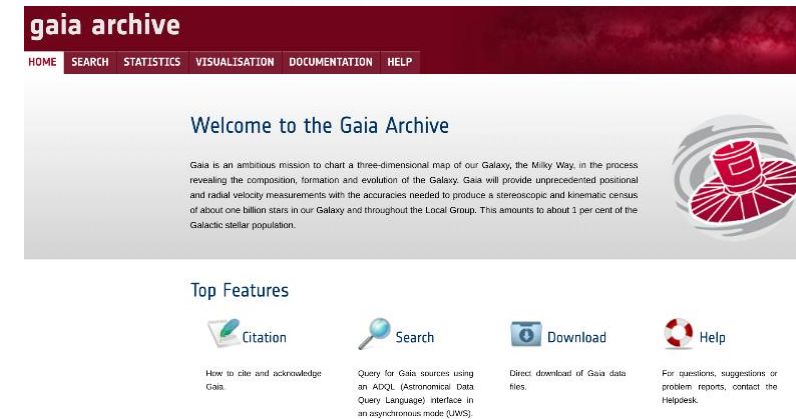 gaia archive
HOME SEARCH STATISTICS VISUALISATION DOCUMENTATION HELP
Welcome to the Gaia Archive
Gaia is an ambitious mission to chart a three-dimensional map of our Galaxy, the Milky Way, in the process
revealing the composition, formation and evolution of the Galaxy. Gaia will provide unprecedented positional
and radial velocity measurements with the accuracies needed to produce a stereoscopic and kinematic census
of about one billion stars in our Galaxy and throughout the Local Group. This amounts to about 1 per cent of the
Galactic stellar population.
Top Features
Citation
How to cite and acknowledge
Gaia.
Search
Query for Gaia sources using
an ADQL (Astronomical Data
Query Language) interface in
an asynchronous mode (UWS).
Download
Direct download of Gaia data
files.
Help
For questions, suggestions or
problem reports, contact the
Helpdesk.